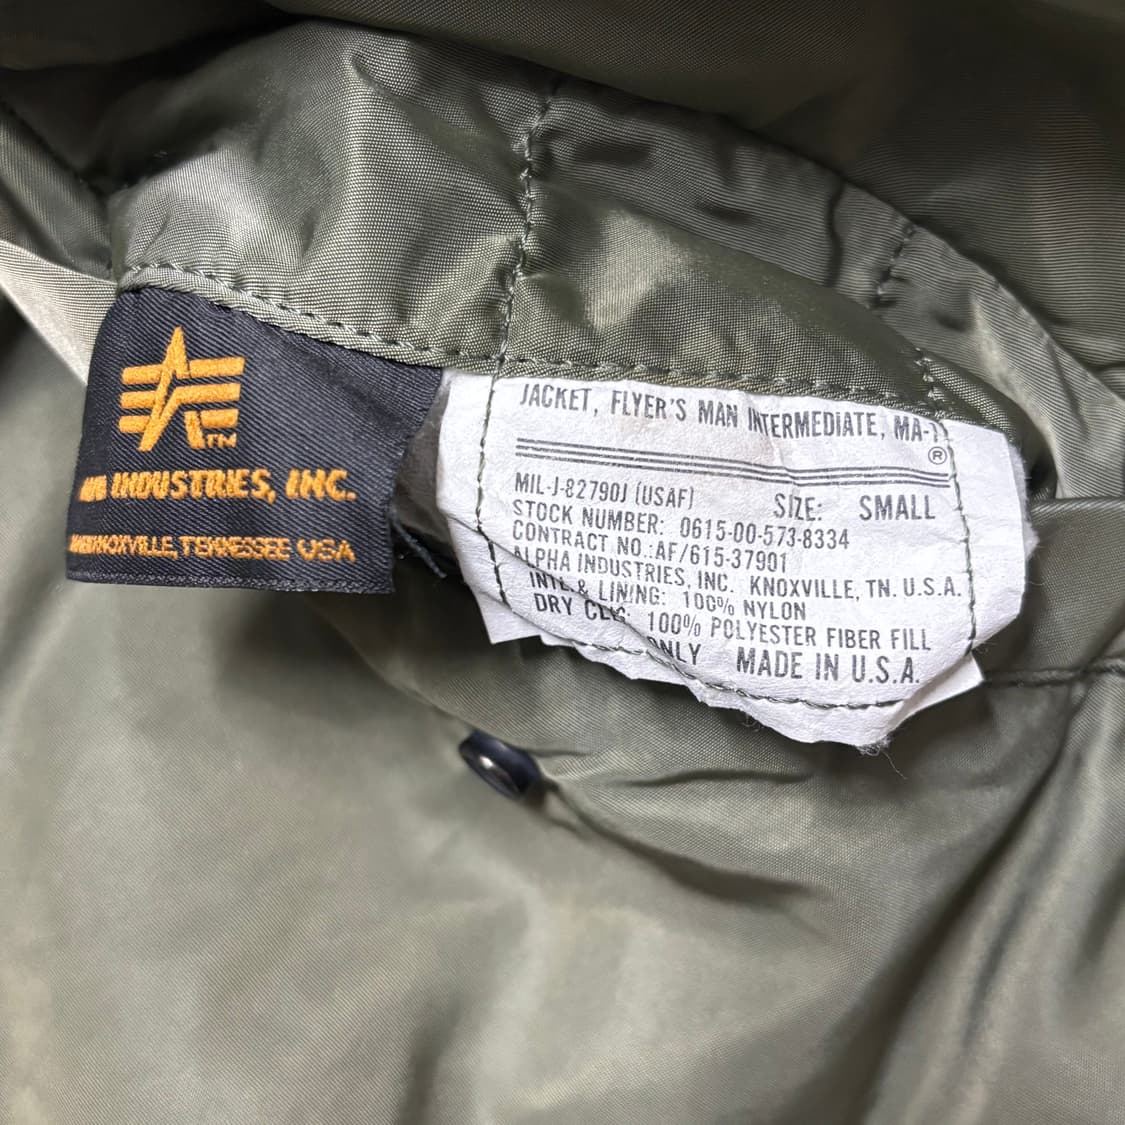 TM
INDUSTRIES, INC.
KNOXVILLE, TENNESSEE USA
JACKET, FLYER'S MAN INTERMEDIATE, MA-1
®
MIL-J-82790J (USAF) SIZE: SMALL
STOCK NUMBER: 0615-00-573-8334
CONTRACT NO.:AF/615-37901
ALPHA INDUSTRIES, INC. KNOXVILLE, TN. U.S.A.
& LINING: 100% NYLON
100% POLYESTER FIBER FILL
DRY ONLY MADE IN U.S.A.